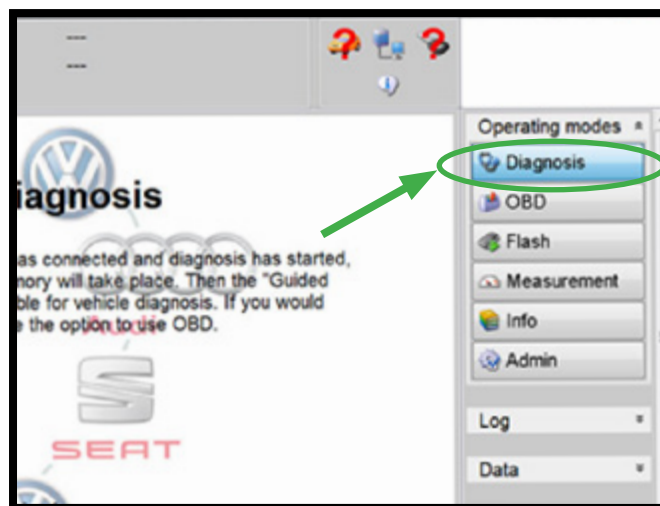 ---
---
Operating modes
Diagnosis
OBD
Flash
Measurement
Info
Admin
Log
Data
iagnosis
as connected and diagnosis has started,
mory will take place. Then the "Guided
ble for vehicle diagnosis. If you would
e the option to use OBD.
Audi
SEAT